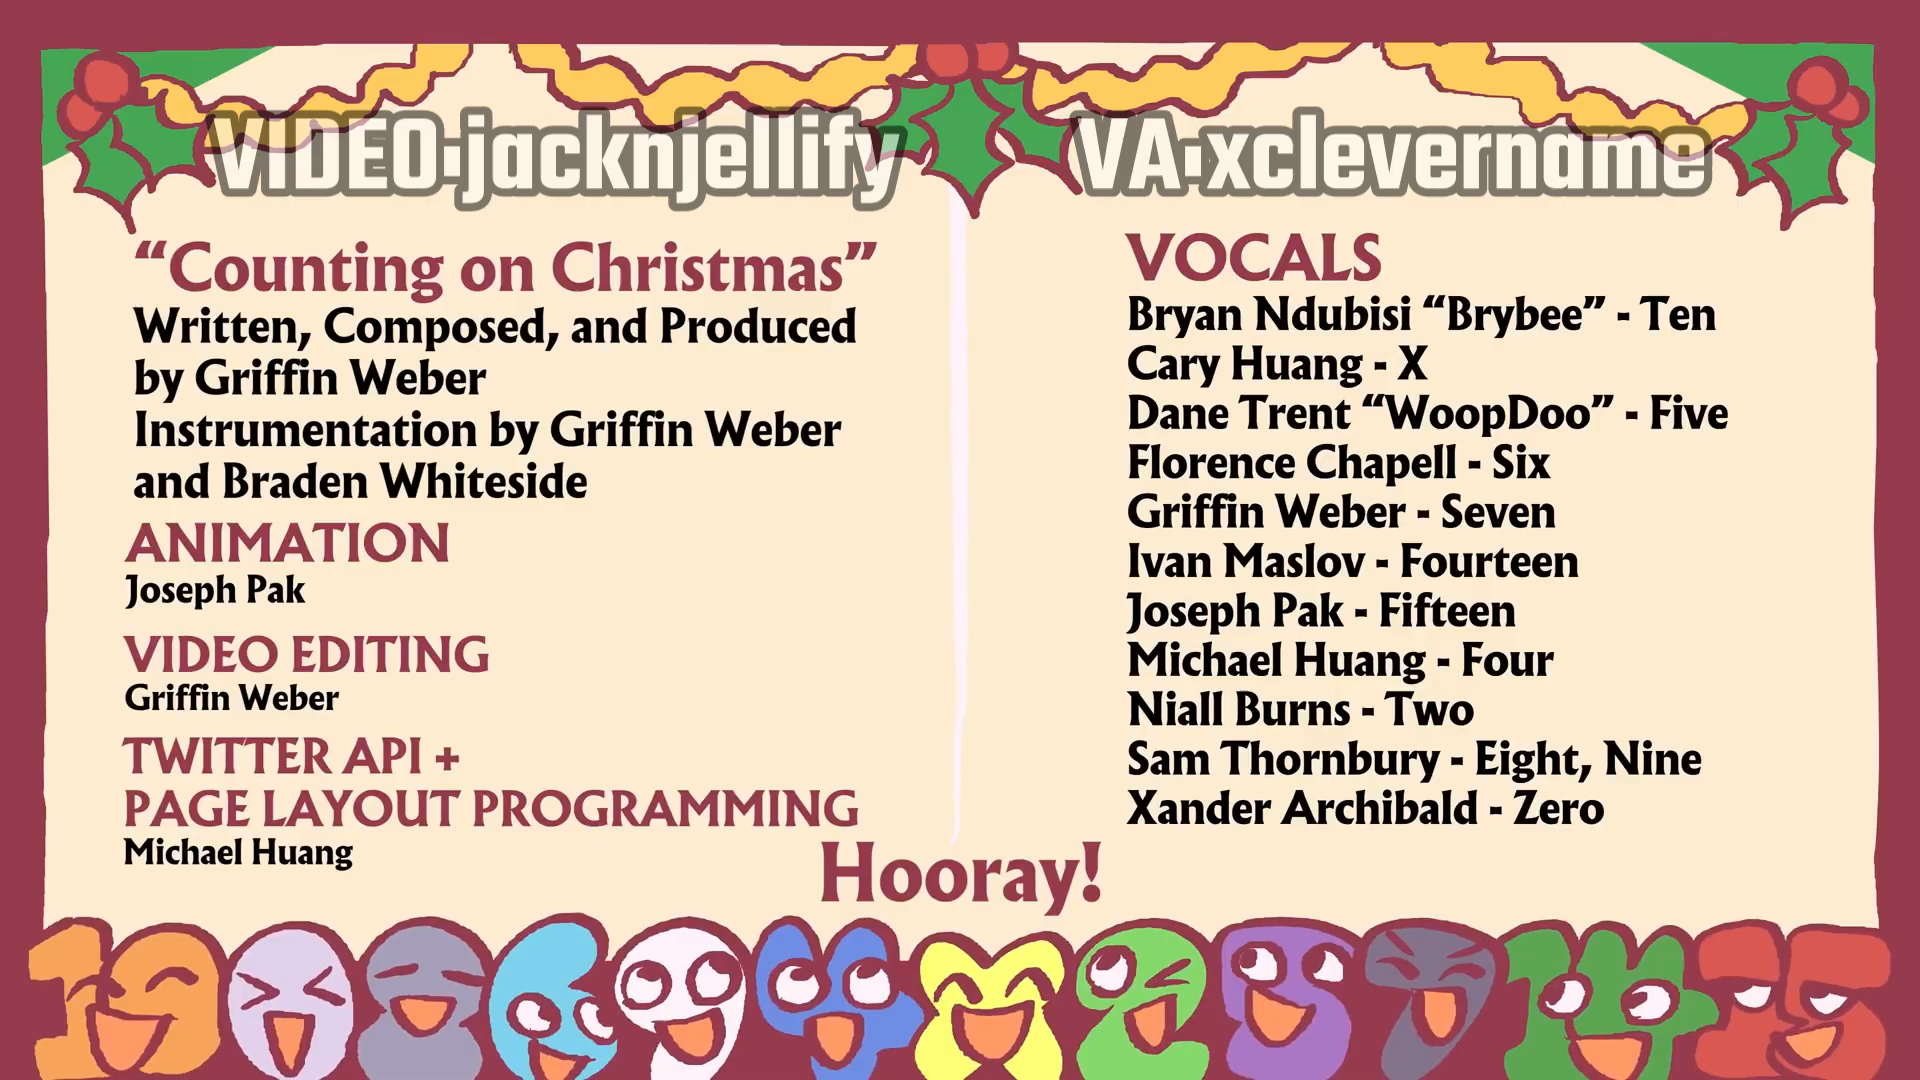 VIDEO:jacknjellify
VA:xclevername
“Counting on Christmas”
Written, Composed, and Produced
by Griffin Weber
Instrumentation by Griffin Weber
and Braden Whiteside
ANIMATION
Joseph Pak
VIDEO EDITING
Griffin Weber
TWITTER API +
PAGE LAYOUT PROGRAMMING
Michael Huang
VOCALS
Bryan Ndubisi “Brybee” - Ten
Cary Huang - X
Dane Trent “WoopDoo” - Five
Florence Chapell - Six
Griffin Weber - Seven
Ivan Maslov - Fourteen
Joseph Pak - Fifteen
Michael Huang - Four
Niall Burns - Two
Sam Thornbury - Eight, Nine
Xander Archibald - Zero
Hooray!